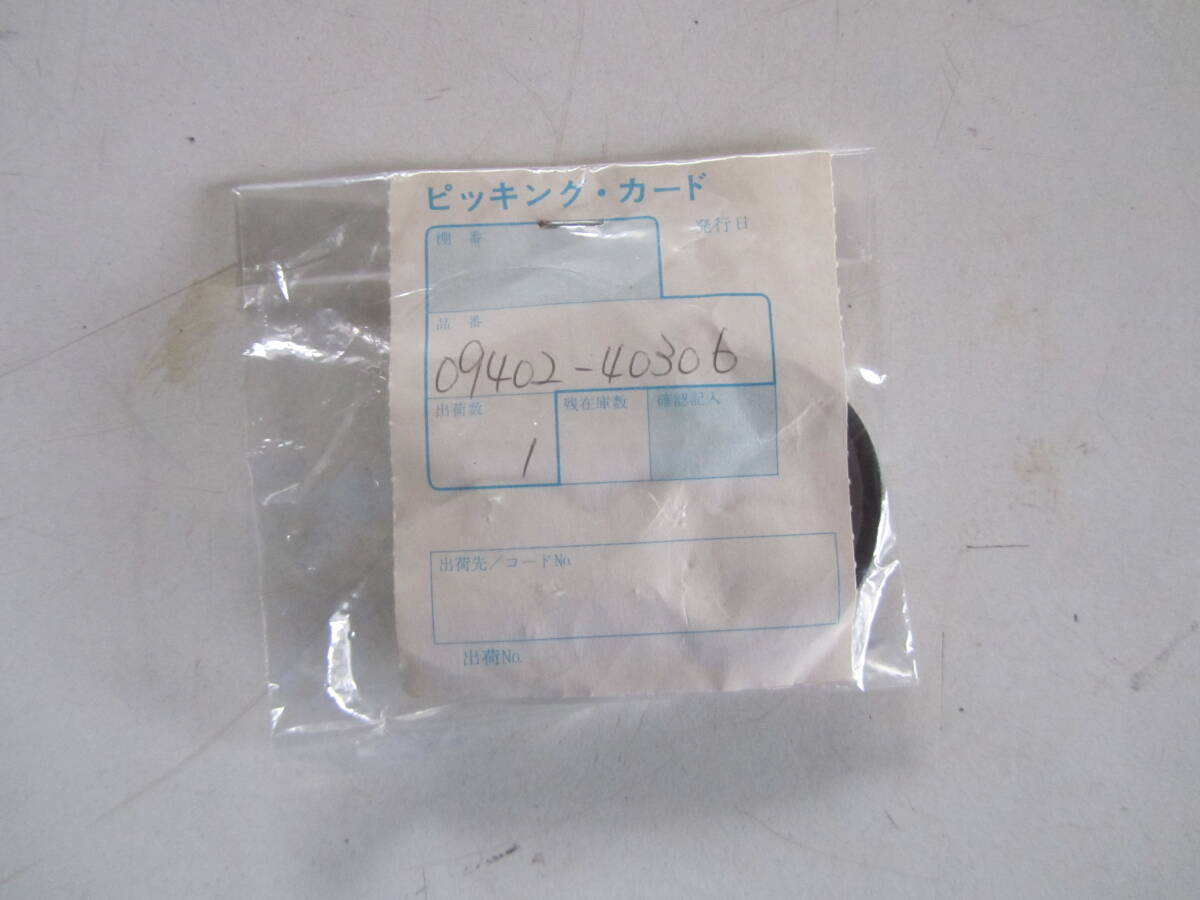 ピッキング・カード
発行日
棚番
品番
09402-40306
出荷数 残在庫数 確認記入
1
出荷先／コードNo.
出荷No.